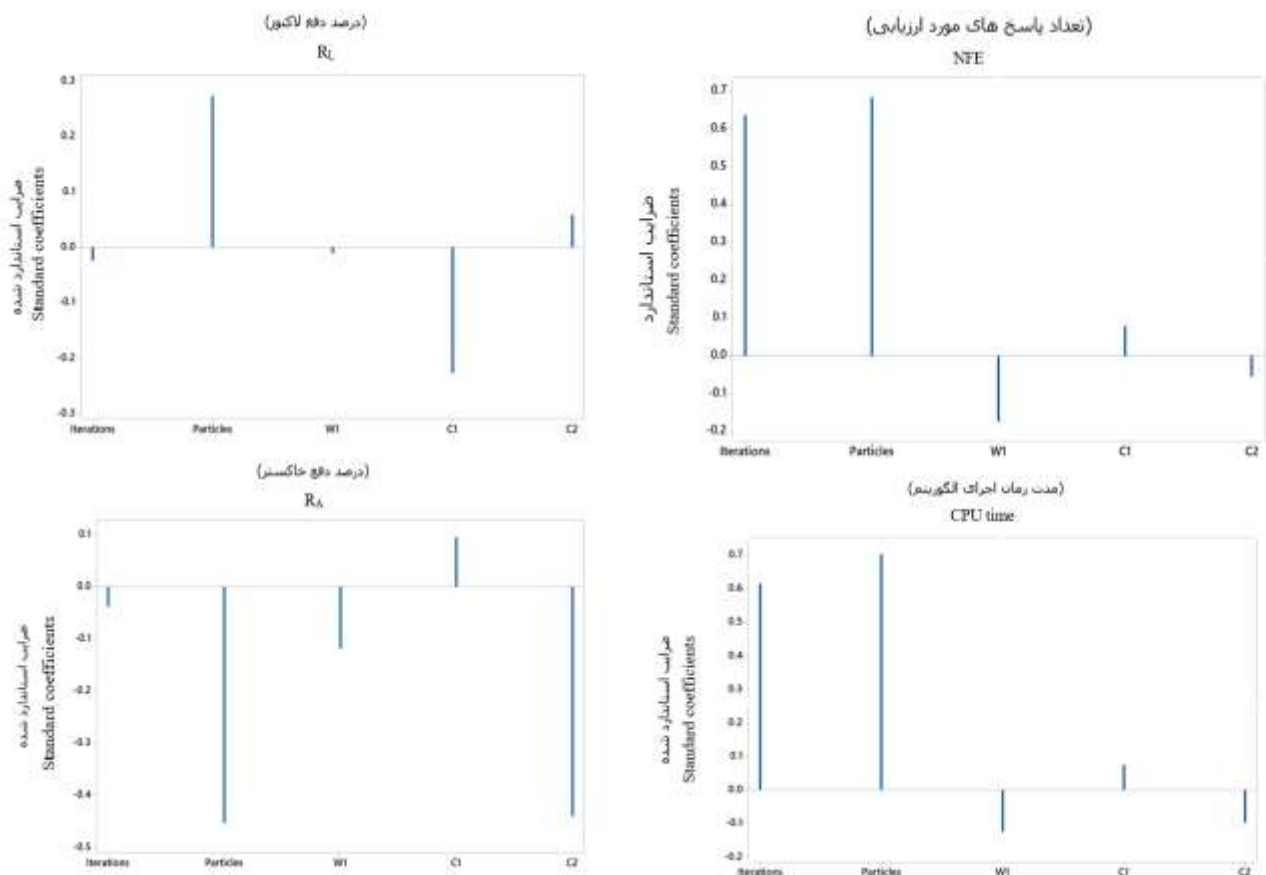 (درصد دفع لاکتوز)
R_L
ضرایب استاندارد شده
Standard coefficients
0.3
0.2
0.1
0.0
-0.1
-0.2
-0.3
Iterations Particles W1 C1 C2
(تعداد پاسخ های مورد ارزیابی)
NFE
ضرایب استاندارد
Standard coefficients
0.7
0.6
0.5
0.4
0.3
0.2
0.1
0.0
-0.1
-0.2
Iterations Particles W1 C1 C2
(درصد دفع خاکستر)
R_A
ضرایب استاندارد شده
Standard coefficients
0.1
0.0
-0.1
-0.2
-0.3
-0.4
-0.5
Iterations Particles W1 C1 C2
(مدت زمان اجرای الگوریتم)
CPU time
ضرایب استاندارد شده
Standard coefficients
0.7
0.6
0.5
0.4
0.3
0.2
0.1
0.0
-0.1
-0.2
Iterations Particles W1 C1 C2